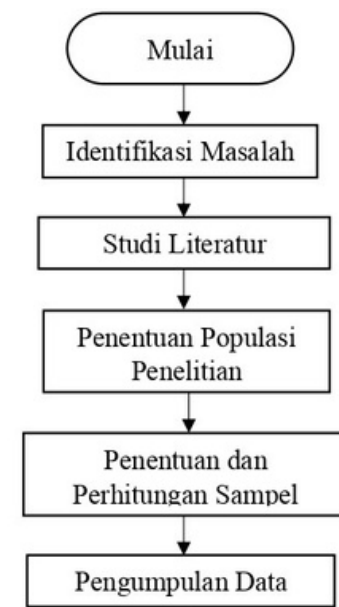 Mulai
Identifikasi Masalah
Studi Literatur
Penentuan Populasi
Penelitian
Penentuan dan
Perhitungan Sampel
Pengumpulan Data